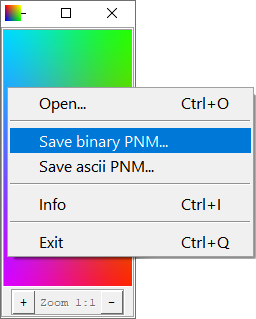 Open... Ctrl+O
Save binary PNM...
Save ascii PNM...
Info Ctrl+I
Exit Ctrl+Q
+ Zoom 1:1 -